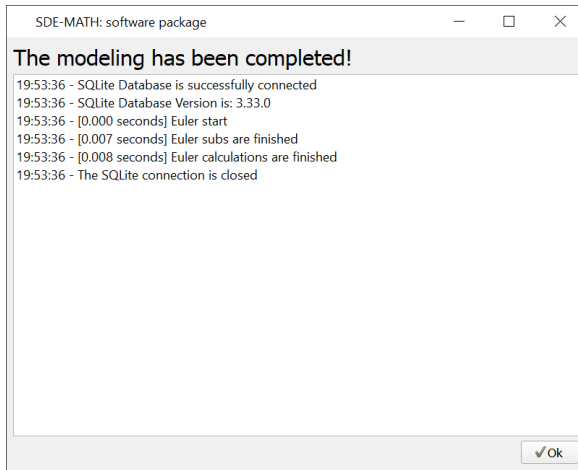 SDE-MATH: software package
The modeling has been completed!
19:53:36 - SQLite Database is successfully connected
19:53:36 - SQLite Database Version is: 3.33.0
19:53:36 - [0.000 seconds] Euler start
19:53:36 - [0.007 seconds] Euler subs are finished
19:53:36 - [0.008 seconds] Euler calculations are finished
19:53:36 - The SQLite connection is closed
Ok